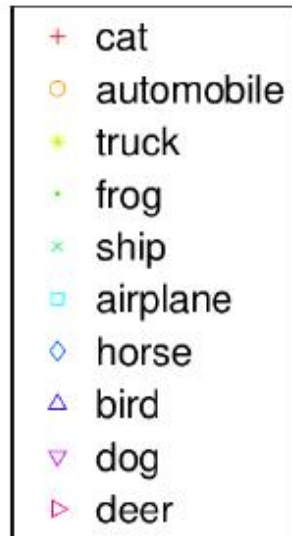 cat
automobile
truck
frog
ship
airplane
horse
bird
dog
deer